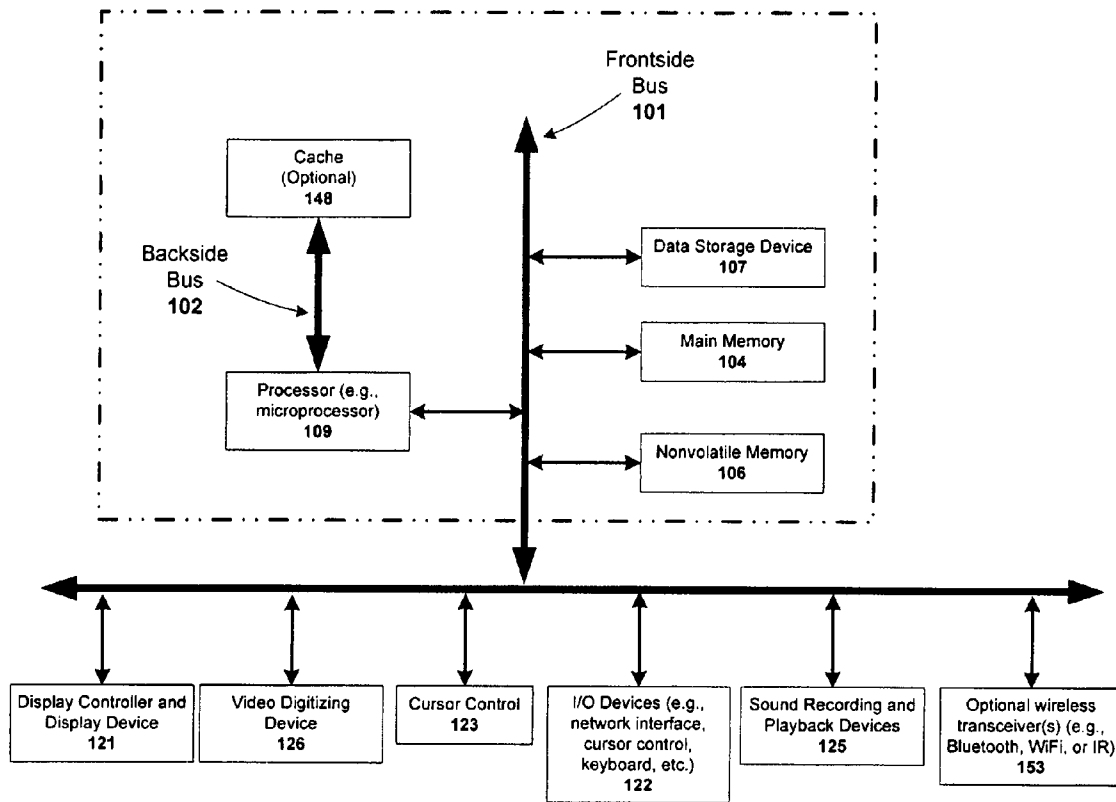 Frontside
Bus
101
Cache
(Optional)
148
Backside
Bus
102
Data Storage Device
107
Main Memory
104
Processor (e.g.,
microprocessor)
109
Nonvolatile Memory
106
Display Controller and
Display Device
121
Video Digitizing
Device
126
Cursor Control
123
I/O Devices (e.g.,
network interface,
cursor control,
keyboard, etc.)
122
Sound Recording and
Playback Devices
125
Optional wireless
transceiver(s) (e.g.,
Bluetooth, WiFi, or IR)
153